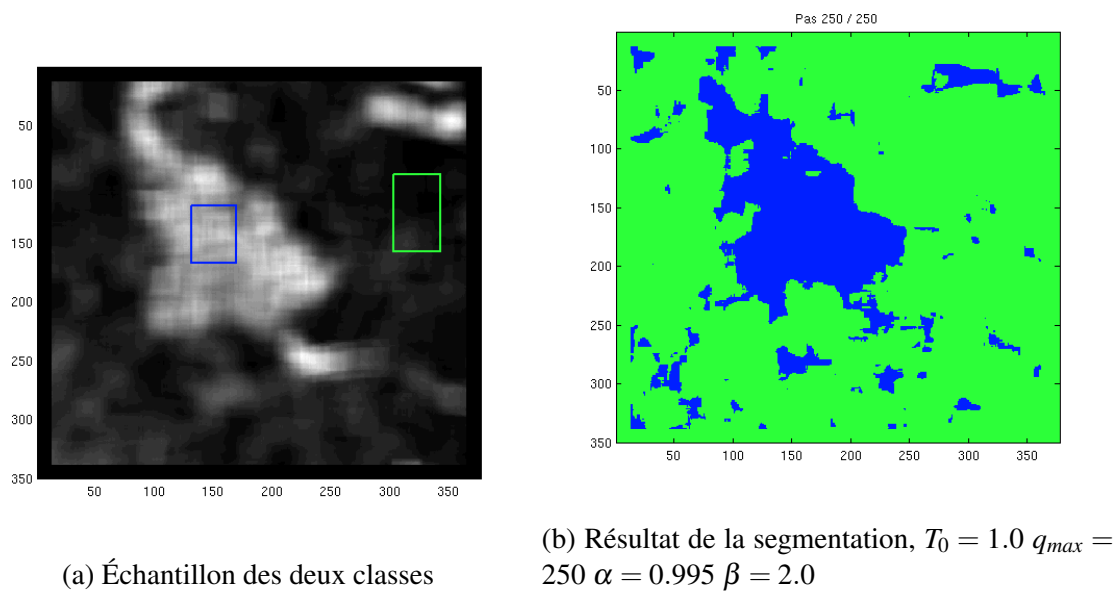 Pas 250 / 250
50
100
150
200
250
300
350
50 100 150 200 250 300 350
50
100
150
200
250
300
350
50 100 150 200 250 300 350
(a) Échantillon des deux classes
(b) Résultat de la segmentation, T₀ = 1.0 qₘₐₓ =
250 α = 0.995 β = 2.0